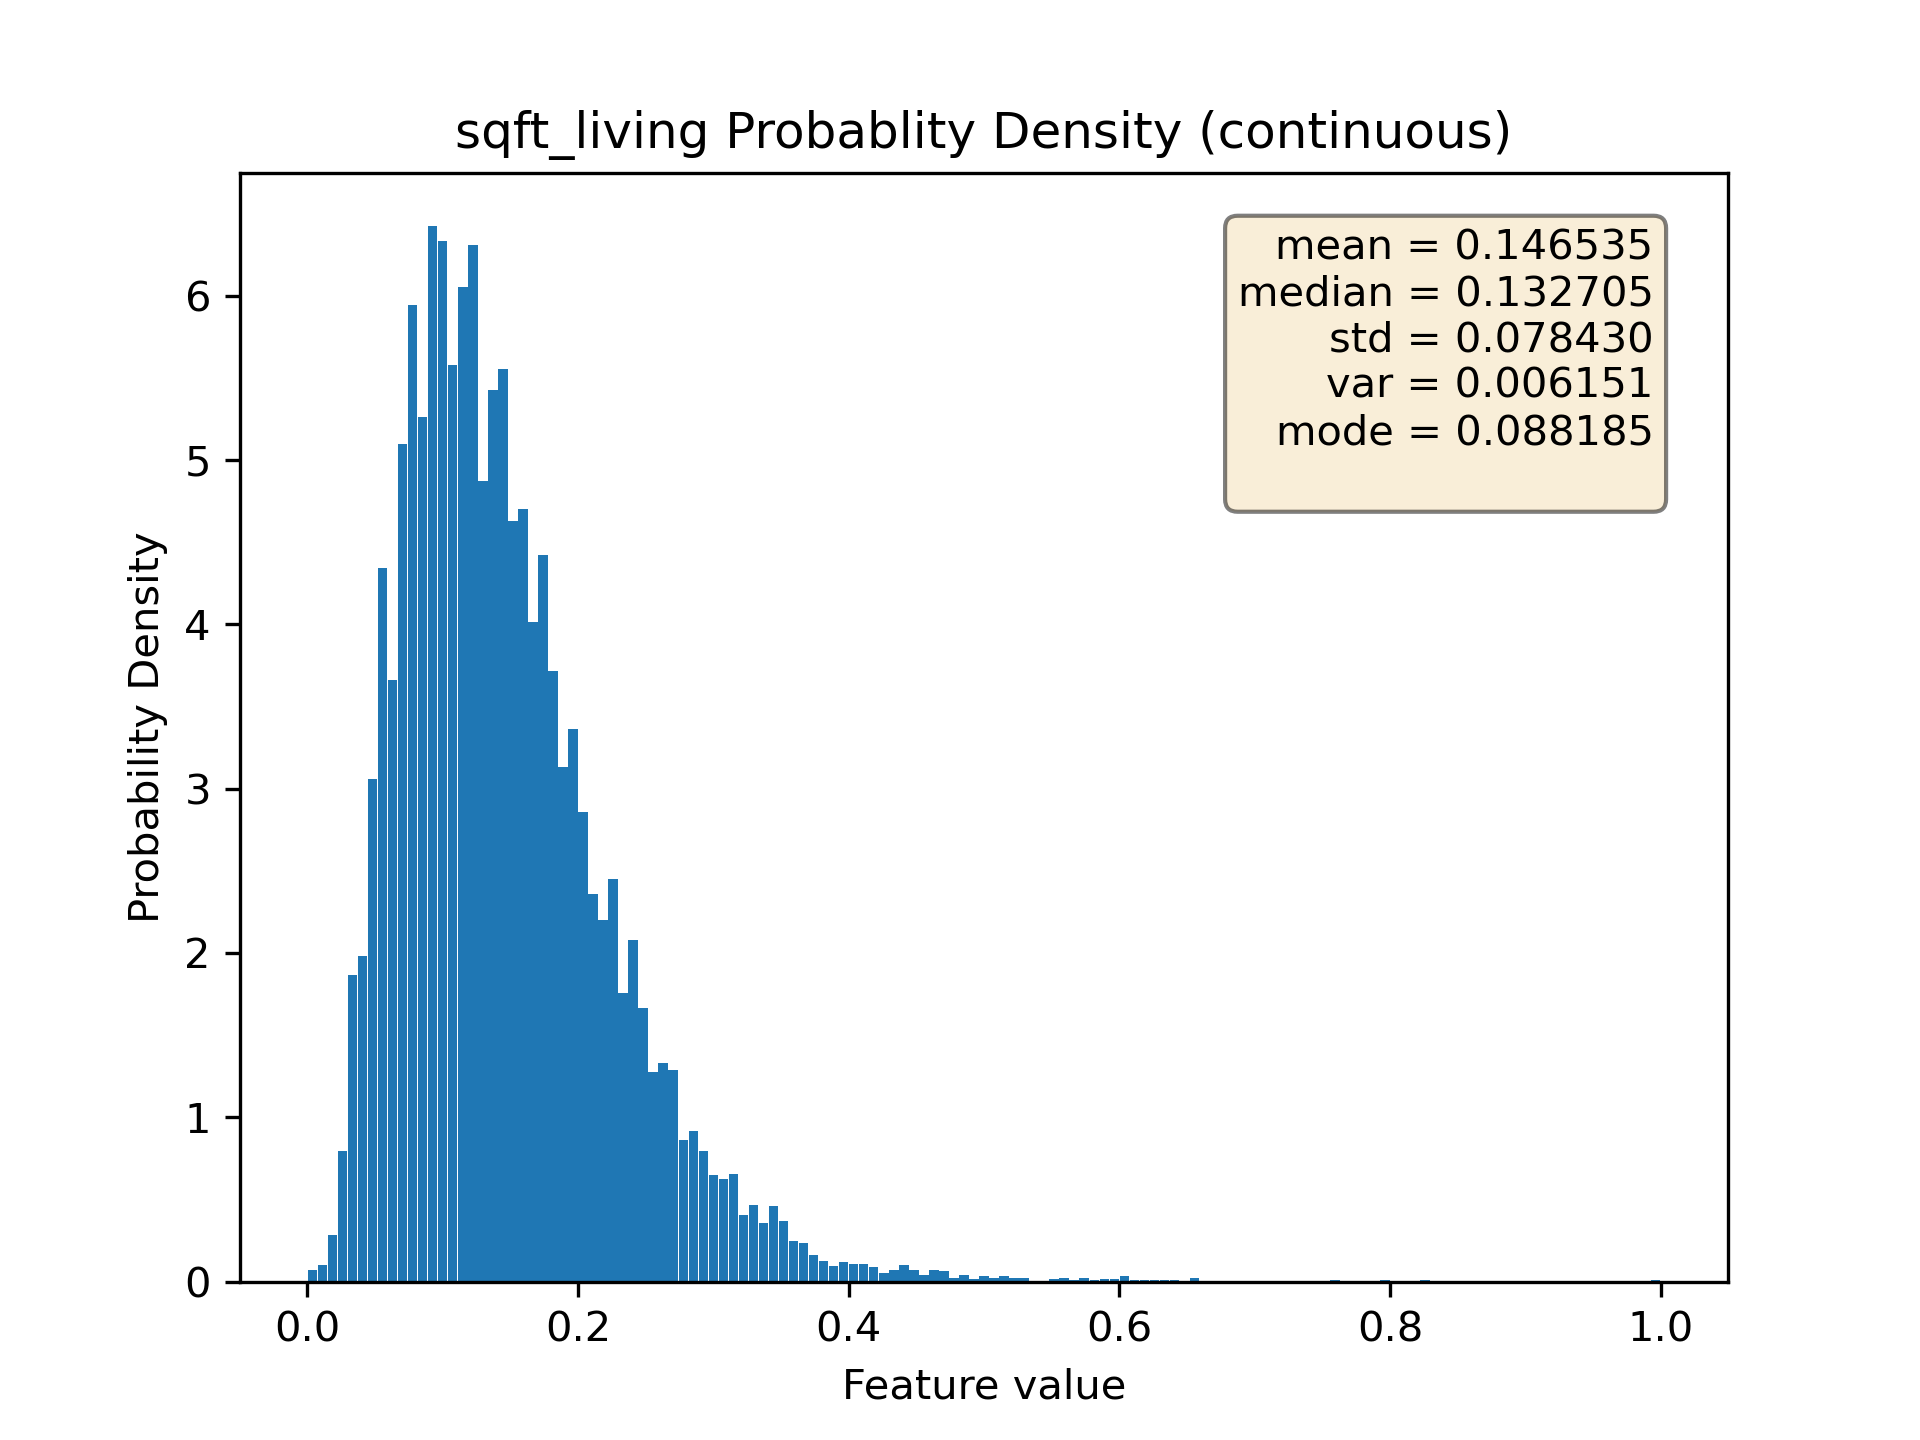 sqft_living Probablity Density (continuous)
mean = 0.146535
median = 0.132705
std = 0.078430
var = 0.006151
mode = 0.088185
Probability Density
6
5
4
3
2
1
0
0.0 0.2 0.4 0.6 0.8 1.0
Feature value